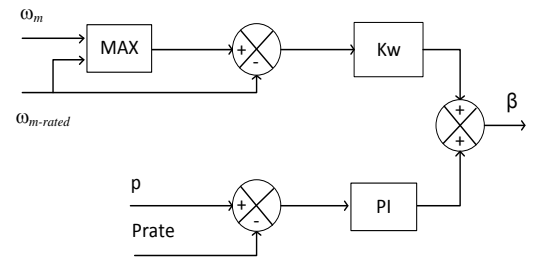 ωm
MAX
+
-
Kw
ωm-rated
+
+
β
p
+
-
PI
Prate